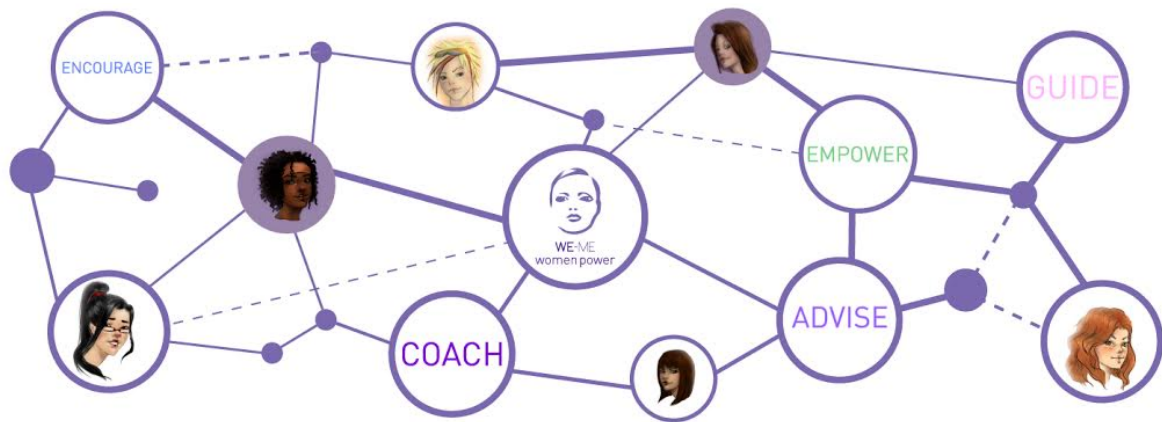 ENCOURAGE
GUIDE
EMPOWER
WE-ME
women power
ADVISE
COACH